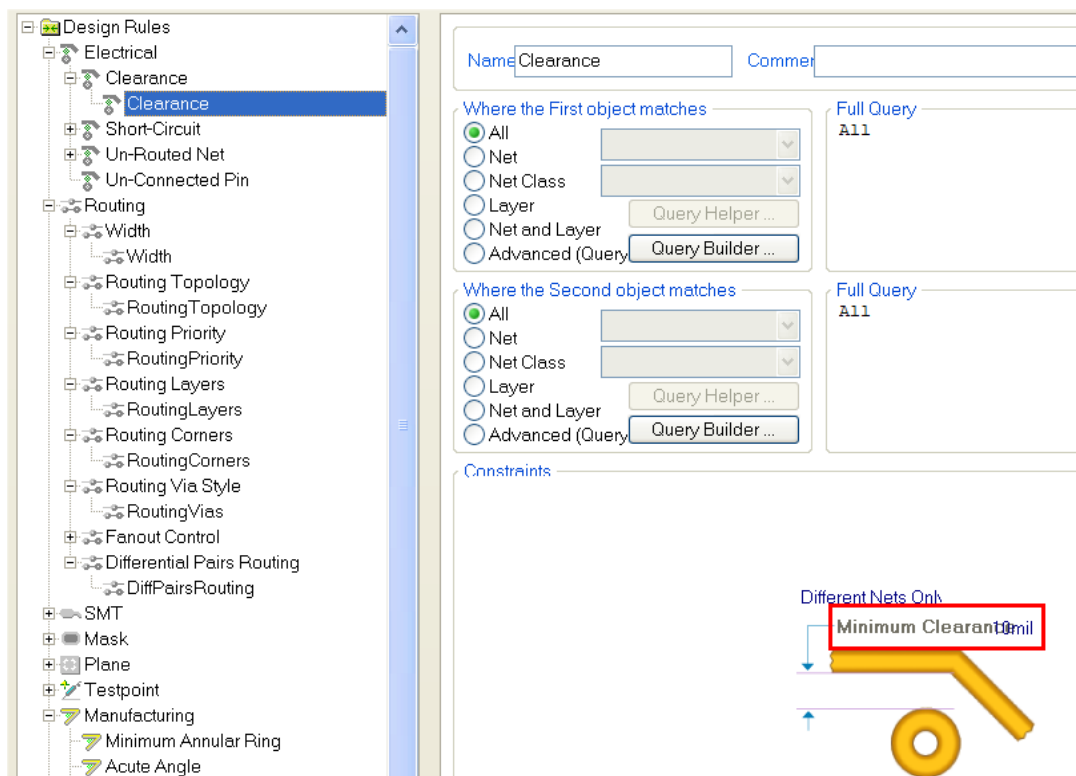 Design Rules
Electrical
Clearance
Clearance
Short-Circuit
Un-Routed Net
Un-Connected Pin
Routing
Width
Width
Routing Topology
RoutingTopology
Routing Priority
RoutingPriority
Routing Layers
RoutingLayers
Routing Corners
RoutingCorners
Routing Via Style
RoutingVias
Fanout Control
Differential Pairs Routing
DiffPairsRouting
SMT
Mask
Plane
Testpoint
Manufacturing
Minimum Annular Ring
Acute Angle
Name Clearance Commer
Where the First object matches
All
Net
Net Class
Layer
Net and Layer
Advanced (Query
Query Helper ...
Query Builder ...
Full Query
All
Where the Second object matches
All
Net
Net Class
Layer
Net and Layer
Advanced (Query
Query Helper ...
Query Builder ...
Full Query
All
Constraints
Different Nets Only
Minimum Clearance 10mil